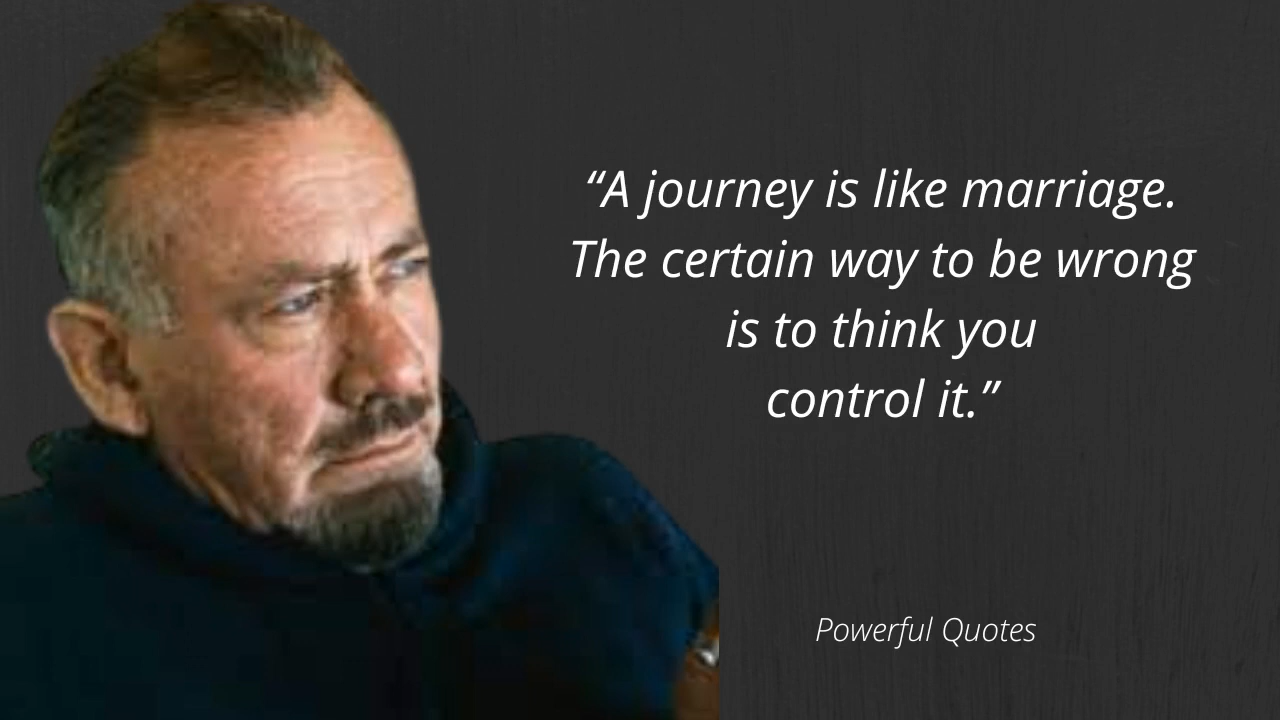 “A journey is like marriage.
The certain way to be wrong
is to think you
control it.”
Powerful Quotes